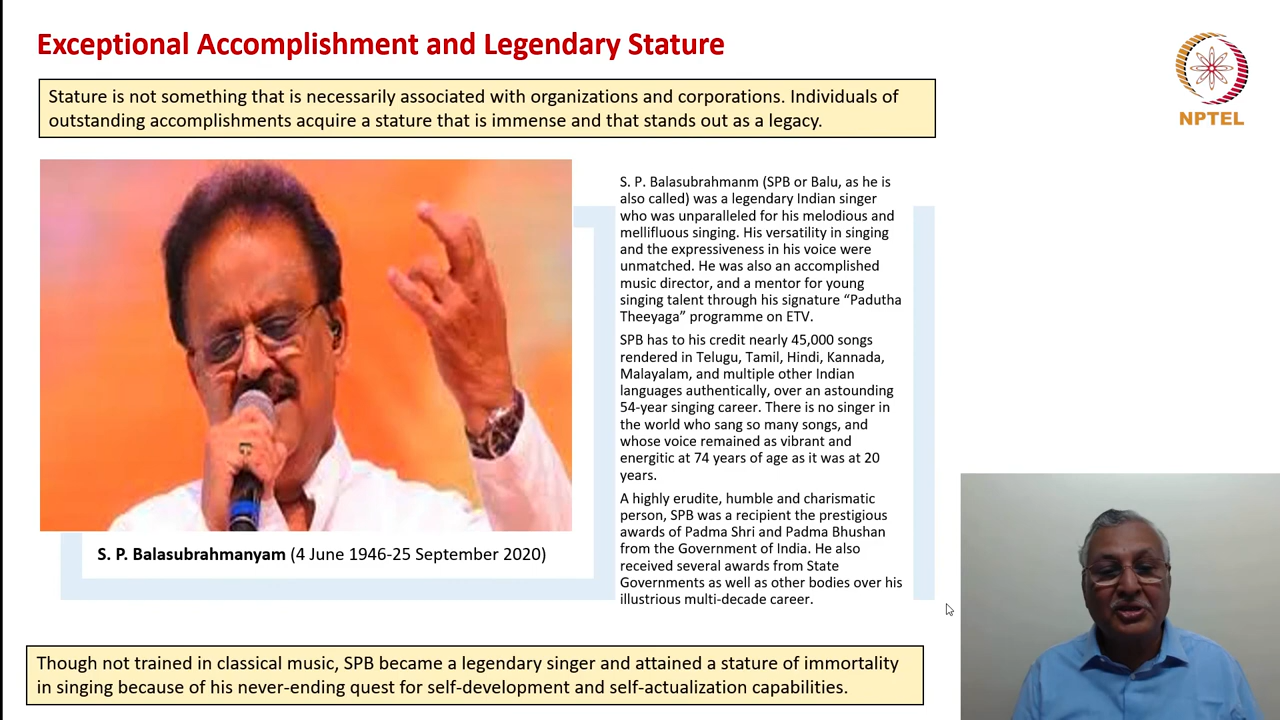 Exceptional Accomplishment and Legendary Stature
NPTEL
Stature is not something that is necessarily associated with organizations and corporations. Individuals of
outstanding accomplishments acquire a stature that is immense and that stands out as a legacy.
S. P. Balasubrahmanyam (4 June 1946-25 September 2020)
S. P. Balasubrahmanm (SPB or Balu, as he is
also called) was a legendary Indian singer
who was unparalleled for his melodious and
mellifluous singing. His versatility in singing
and the expressiveness in his voice were
unmatched. He was also an accomplished
music director, and a mentor for young
singing talent through his signature “Padutha
Theeyaga” programme on ETV.
SPB has to his credit nearly 45,000 songs
rendered in Telugu, Tamil, Hindi, Kannada,
Malayalam, and multiple other Indian
languages authentically, over an astounding
54-year singing career. There is no singer in
the world who sang so many songs, and
whose voice remained as vibrant and
energitic at 74 years of age as it was at 20
years.
A highly erudite, humble and charismatic
person, SPB was a recipient the prestigious
awards of Padma Shri and Padma Bhushan
from the Government of India. He also
received several awards from State
Governments as well as other bodies over his
illustrious multi-decade career.
Though not trained in classical music, SPB became a legendary singer and attained a stature of immortality
in singing because of his never-ending quest for self-development and self-actualization capabilities.